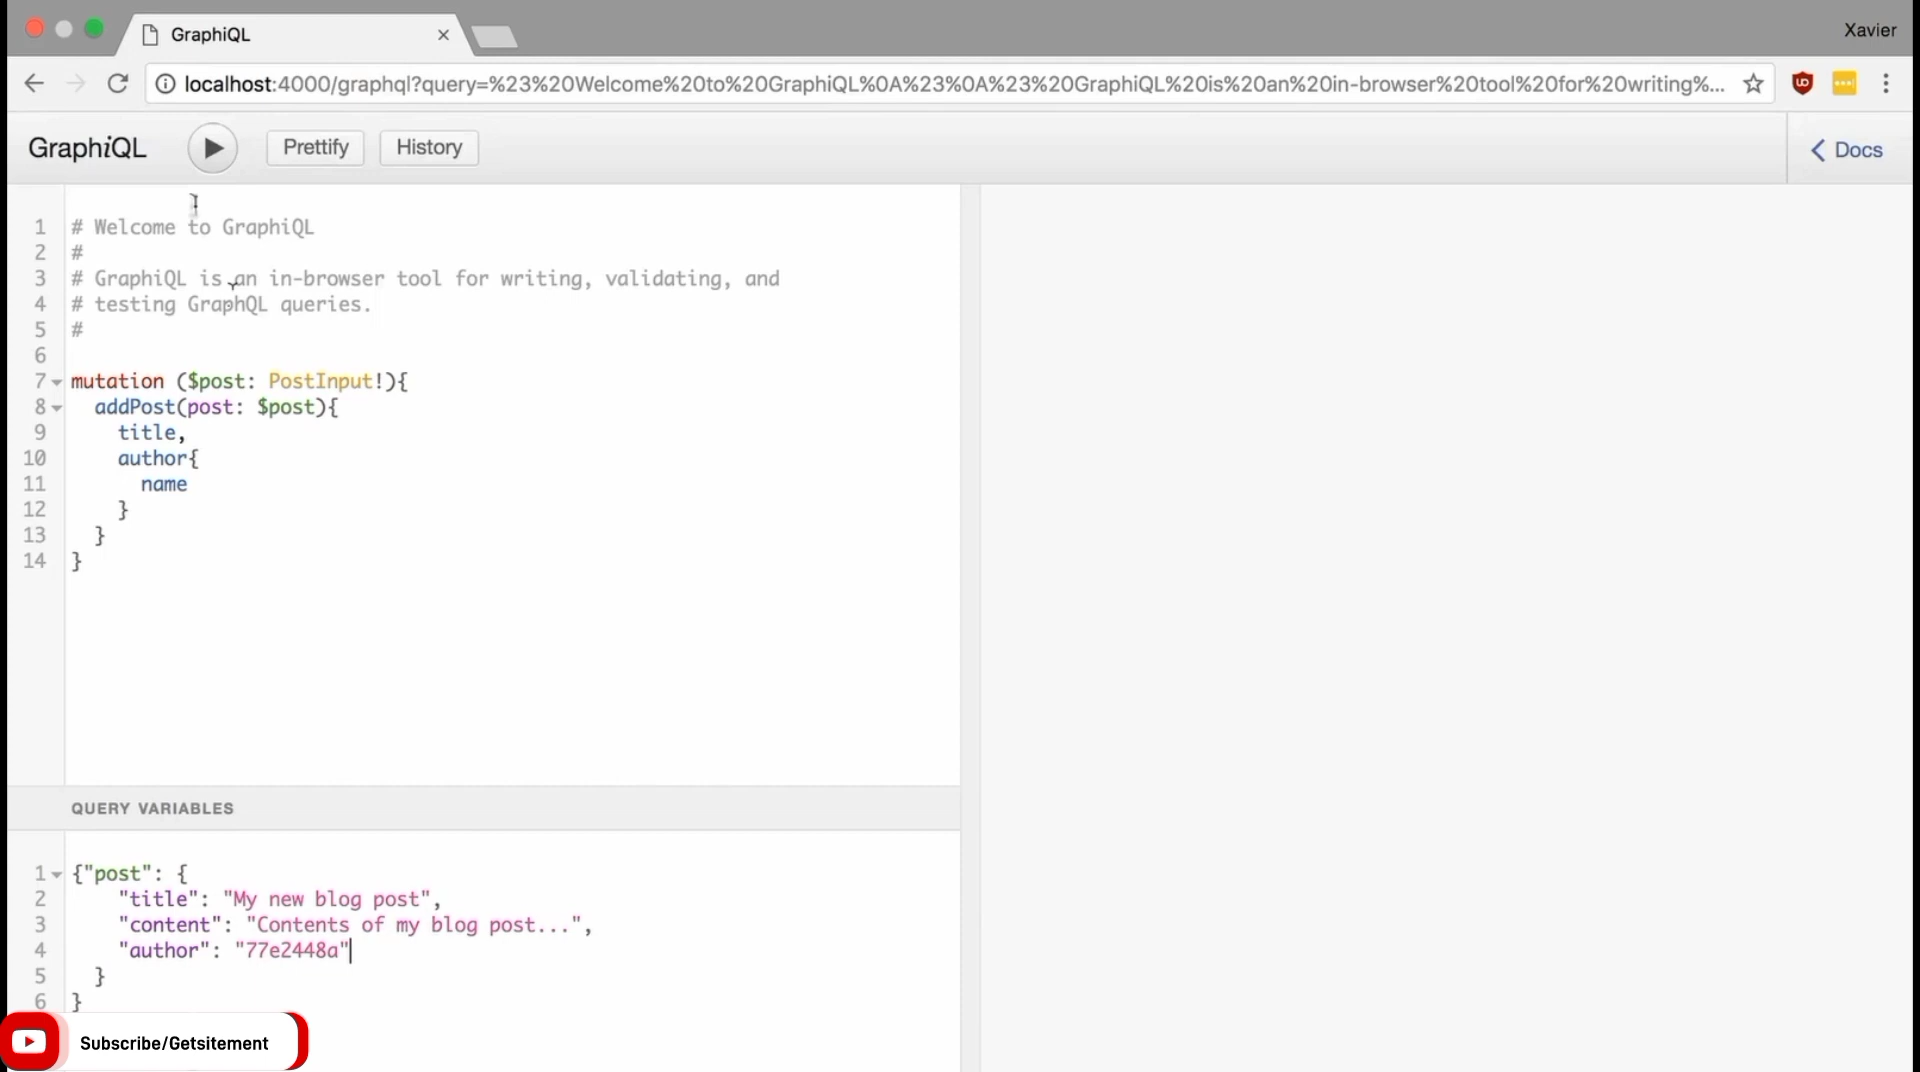 GraphiQL
Xavier
localhost:4000/graphql?query=%23%20Welcome%20to%20GraphiQL%0A%23%0A%23%20GraphiQL%20is%20an%20in-browser%20tool%20for%20writing%...
GraphiQL Prettify History Docs
1 # Welcome to GraphiQL
2 #
3 # GraphiQL is an in-browser tool for writing, validating, and
4 # testing GraphQL queries.
5 #
6
7 mutation ($post: PostInput!){
8 addPost(post: $post){
9 title,
10 author{
11 name
12 }
13 }
14 }
QUERY VARIABLES
1 {"post": {
2 "title": "My new blog post",
3 "content": "Contents of my blog post...",
4 "author": "77e2448a"
5 }
6 }
Subscribe/Getsitement